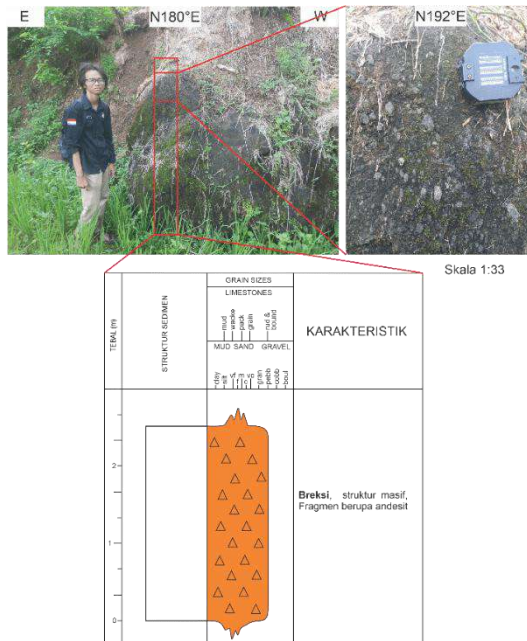 E N180°E W
N192°E
Skala 1:33
GRAIN SIZES
LIMESTONES
mud
wacke
pack
grain
rud &
bound
MUD SAND GRAVEL
clay
silt
vf
f
m
c
vc
gran
pebb
cobb
boul
TEBAL (m)
STRUKTUR SEDIMEN
KARAKTERISTIK
2
1
0
Breksi, struktur masif,
Fragmen berupa andesit